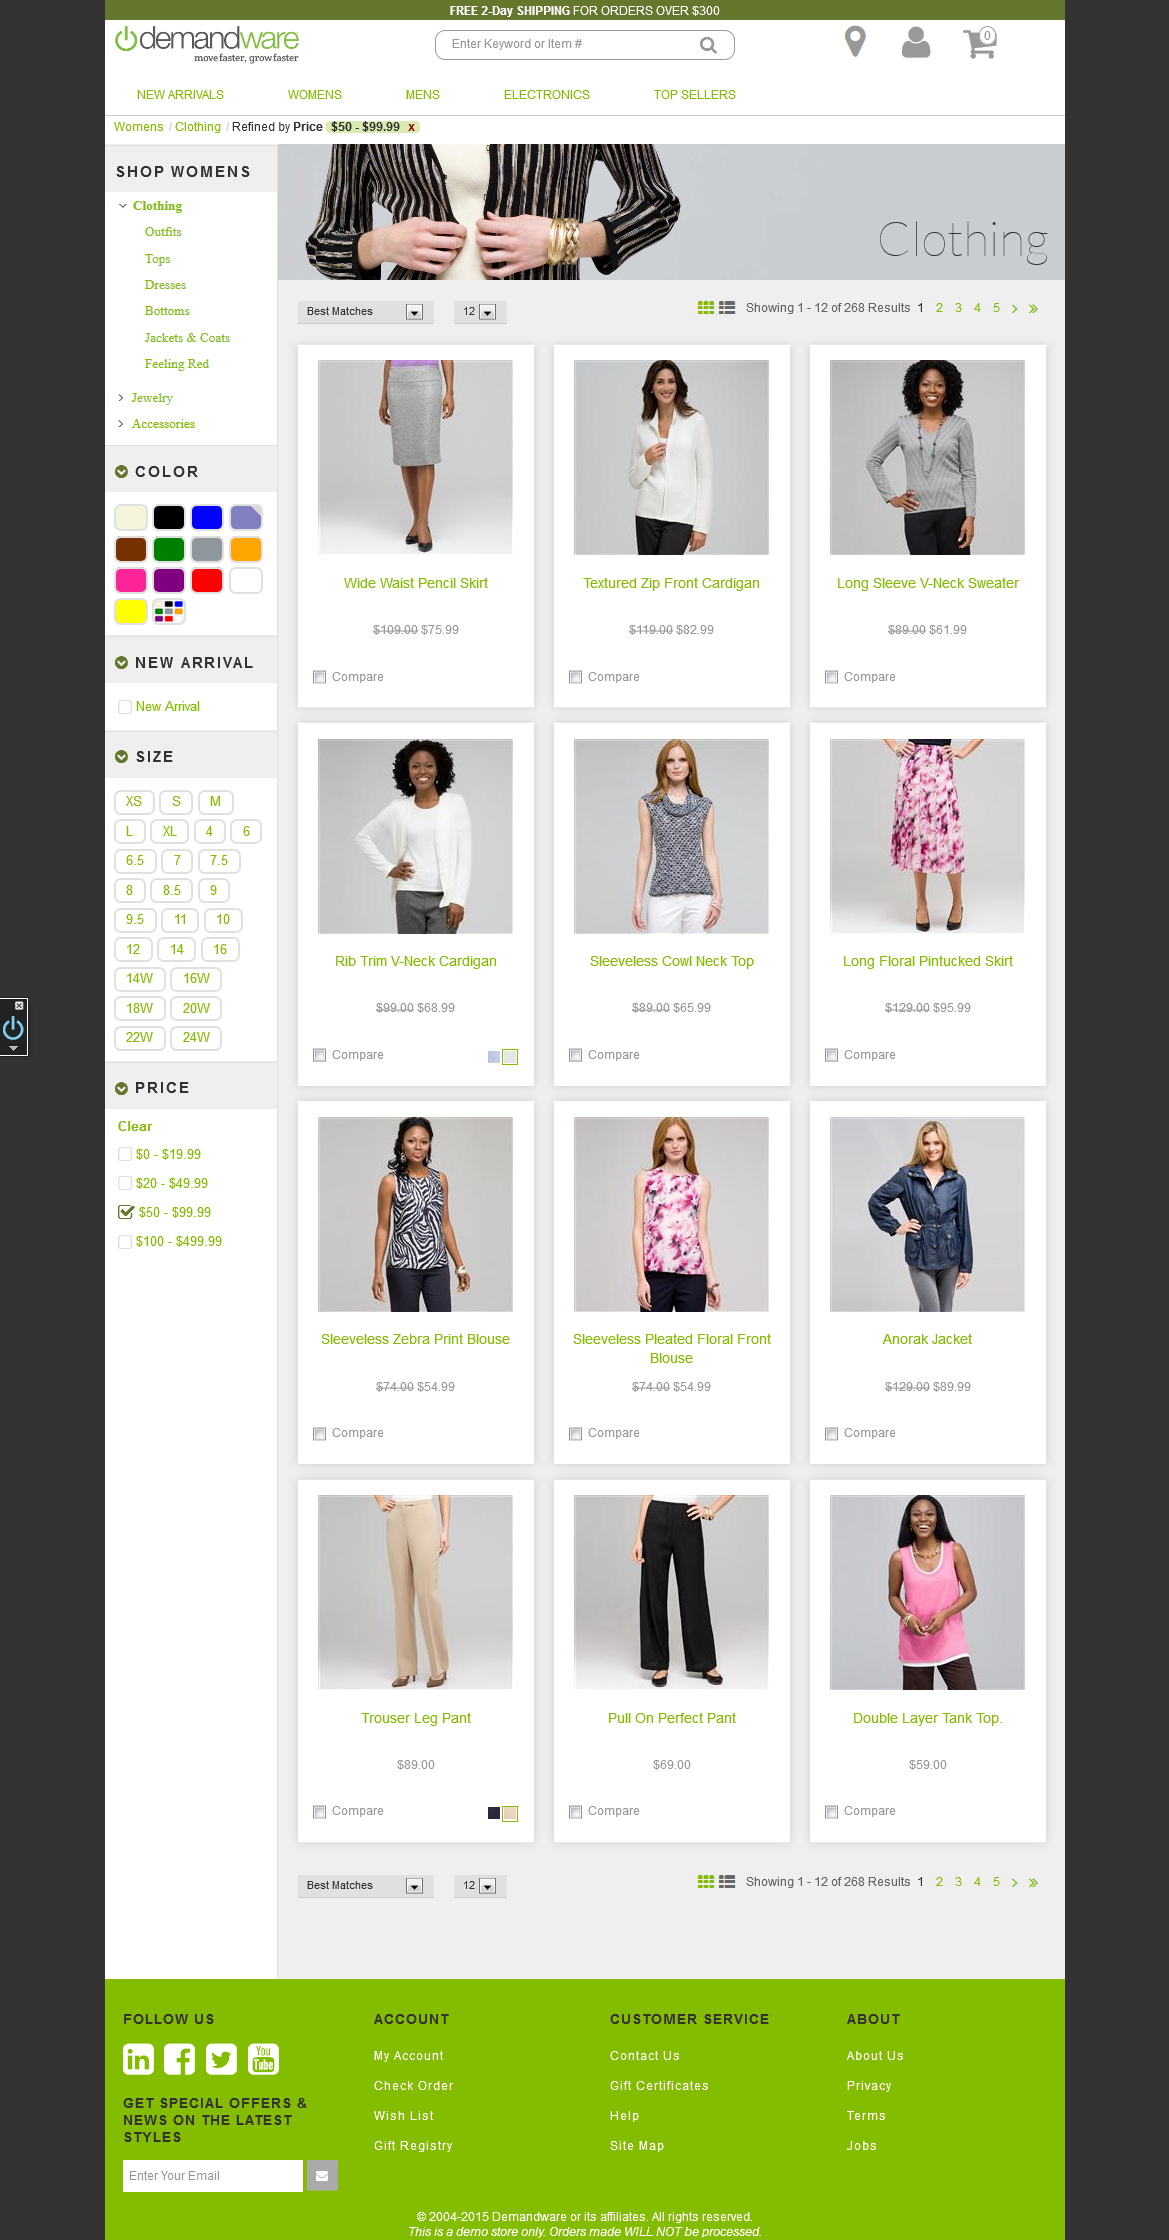 FREE 2-Day SHIPPING FOR ORDERS OVER $300
demandware
move faster, grow faster
Enter Keyword or Item #
0
NEW ARRIVALS WOMENS MENS ELECTRONICS TOP SELLERS
Womens / Clothing / Refined by Price $50 - $99.99 x
SHOP WOMENS
Clothing
Outfits
Tops
Dresses
Bottoms
Jackets & Coats
Feeling Red
Jewelry
Accessories
COLOR
NEW ARRIVAL
New Arrival
SIZE
XS S M
L XL 4 6
6.5 7 7.5
8 8.5 9
9.5 11 10
12 14 16
14W 16W
18W 20W
22W 24W
PRICE
Clear
$0 - $19.99
$20 - $49.99
$50 - $99.99
$100 - $499.99
Clothing
Best Matches 12 Showing 1 - 12 of 268 Results 1 2 3 4 5 > »
Wide Waist Pencil Skirt
$109.00 $75.99
Compare
Textured Zip Front Cardigan
$119.00 $82.99
Compare
Long Sleeve V-Neck Sweater
$89.00 $61.99
Compare
Rib Trim V-Neck Cardigan
$99.00 $68.99
Compare
Sleeveless Cowl Neck Top
$89.00 $65.99
Compare
Long Floral Pintucked Skirt
$129.00 $95.99
Compare
Sleeveless Zebra Print Blouse
$74.00 $54.99
Compare
Sleeveless Pleated Floral Front
Blouse
$74.00 $54.99
Compare
Anorak Jacket
$129.00 $89.99
Compare
Trouser Leg Pant
$89.00
Compare
Pull On Perfect Pant
$69.00
Compare
Double Layer Tank Top.
$59.00
Compare
Best Matches 12 Showing 1 - 12 of 268 Results 1 2 3 4 5 > »
FOLLOW US
in f You Tube
GET SPECIAL OFFERS &
NEWS ON THE LATEST
STYLES
Enter Your Email
ACCOUNT
My Account
Check Order
Wish List
Gift Registry
CUSTOMER SERVICE
Contact Us
Gift Certificates
Help
Site Map
ABOUT
About Us
Privacy
Terms
Jobs
© 2004-2015 Demandware or its affiliates. All rights reserved.
This is a demo store only. Orders made WILL NOT be processed.